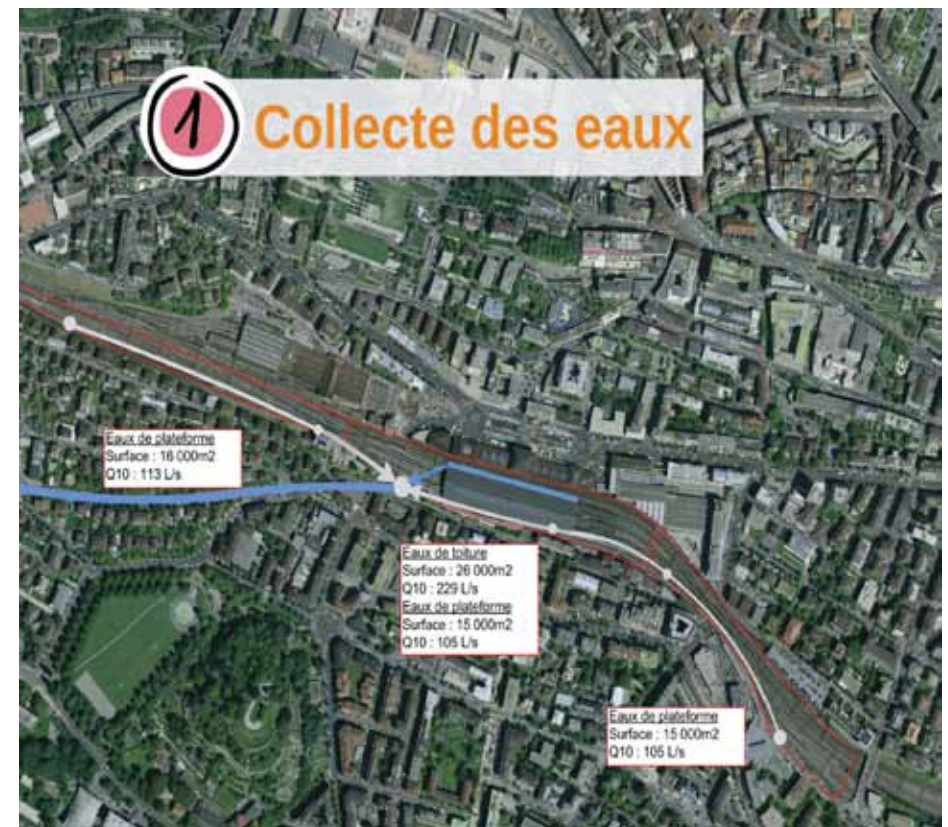 1 Collecte des eaux
Eaux de plateforme
Surface : 16 000m2
Q10 : 113 L/s
Eaux de toiture
Surface : 26 000m2
Q10 : 229 L/s
Eaux de plateforme
Surface : 15 000m2
Q10 : 105 L/s
Eaux de plateforme
Surface : 15 000m2
Q10 : 105 L/s